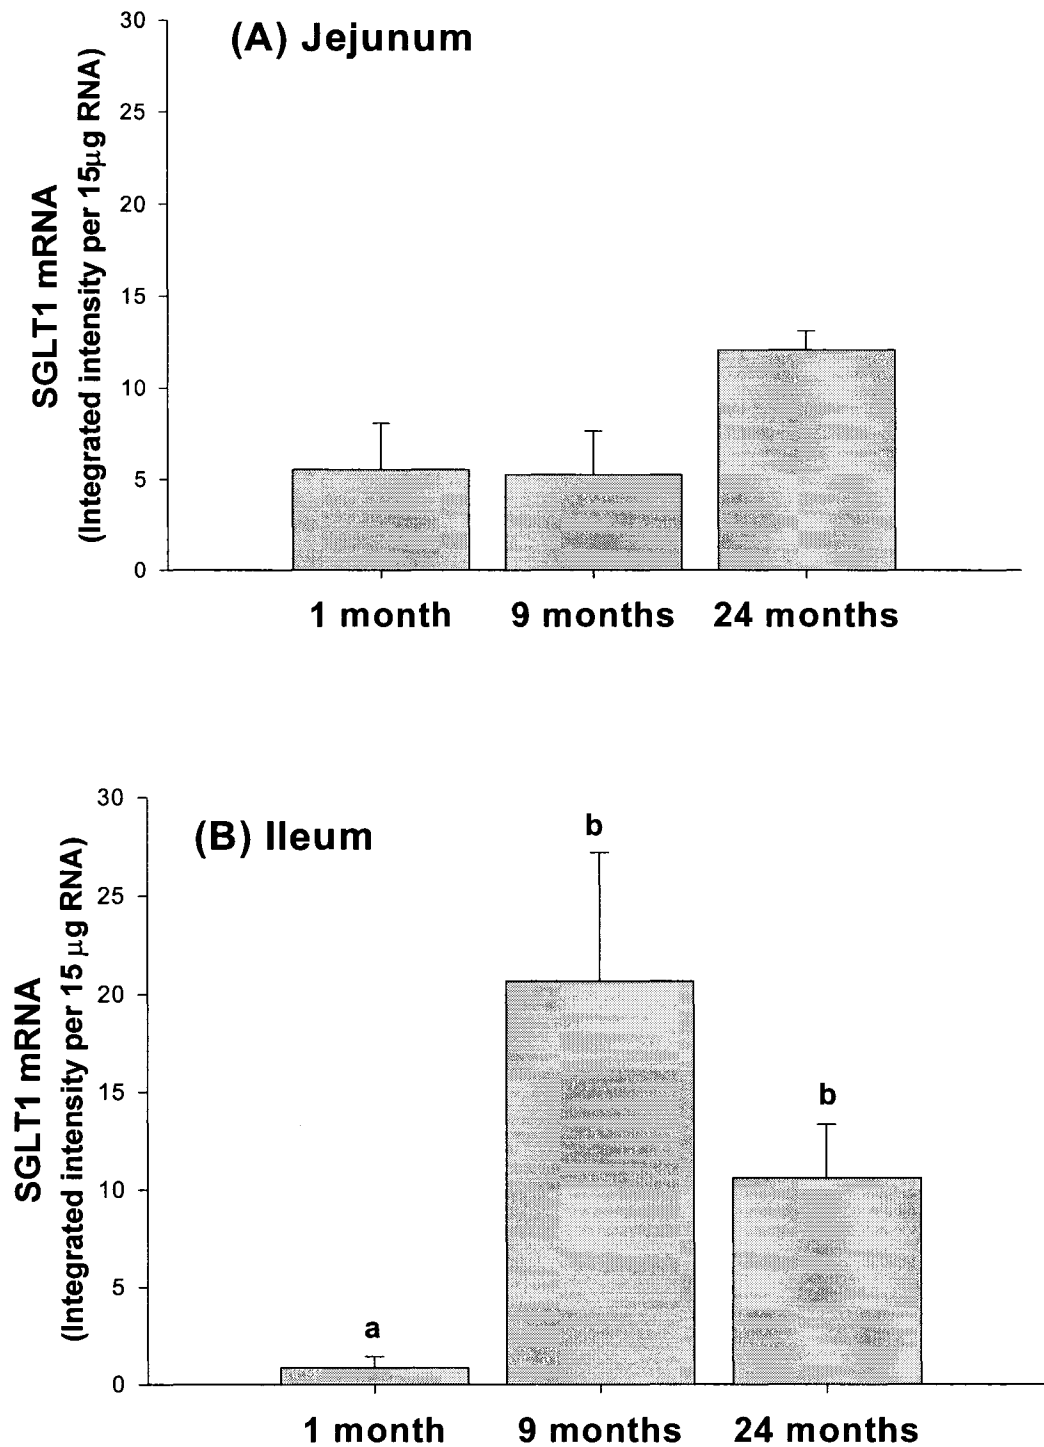 (A) Jejunum
SGLT1 mRNA
(Integrated intensity per 15μg RNA)
30
25
20
15
10
5
0
1 month 9 months 24 months
(B) Ileum
SGLT1 mRNA
(Integrated intensity per 15 μg RNA)
30
25
20
15
10
5
0
a
b
b
1 month 9 months 24 months